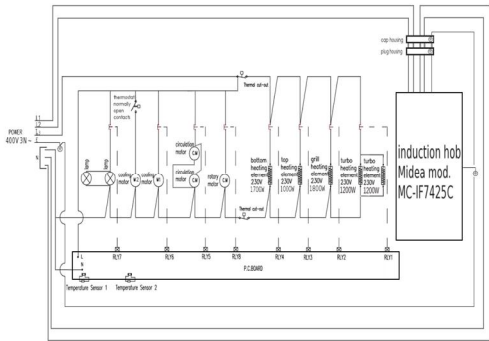 cap housing
plug housing
Thermal cut-out
L1
L2
L3
POWER
400V 3N ~
N
thermostat
normally
open
contacts
lamp
lamp
cooling
motor
M2
cooling
motor
M1
circulation
motor
C.M
circulation
motor
C.M
rotary
motor
G.M
bottom
heating
element
230V
1700W
top
heating
element
230V
1000W
grill
heating
element
230V
1800W
turbo
heating
element
230V
1200W
turbo
heating
element
230V
1200W
induction hob
Midea mod.
MC-IF7425C
Thermal cut-out
L
N
RLY7
RLY6
RLY5
RLY8
RLY4
RLY3
RLY2
RLY1
P.C.BOARD
Temperature Sensor 1
Temperature Sensor 2